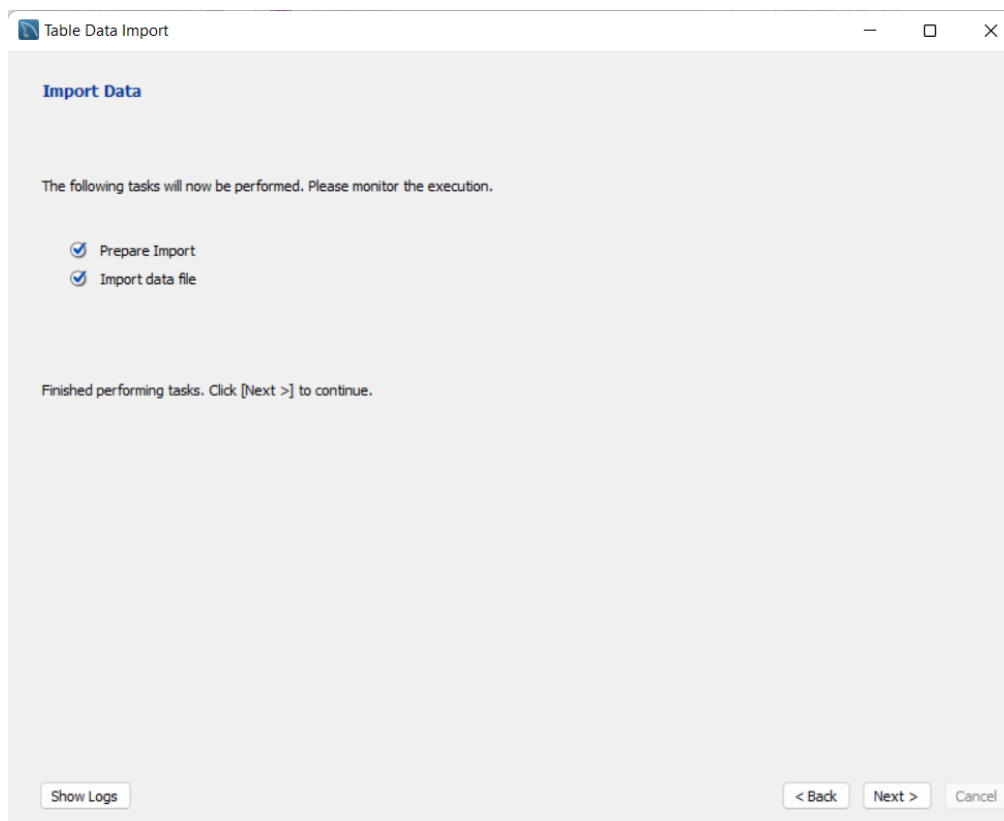 Table Data Import
Import Data
The following tasks will now be performed. Please monitor the execution.
Prepare Import
Import data file
Finished performing tasks. Click [Next >] to continue.
Show Logs
< Back
Next >
Cancel